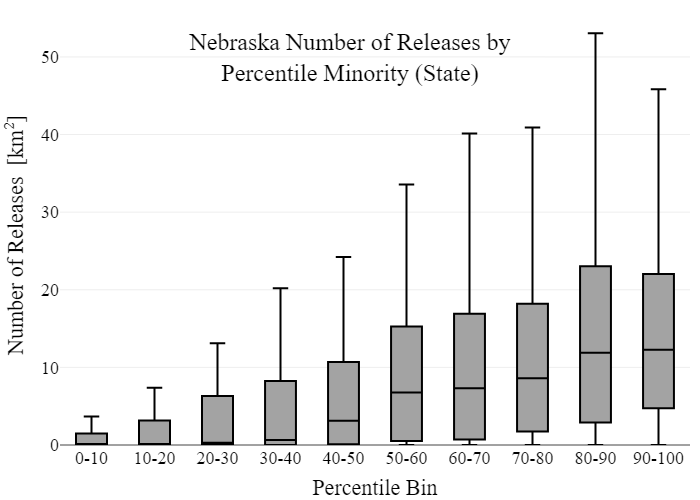 Nebraska Number of Releases by
Percentile Minority (State)
Number of Releases [km²]
50
40
30
20
10
0
0-10 10-20 20-30 30-40 40-50 50-60 60-70 70-80 80-90 90-100
Percentile Bin